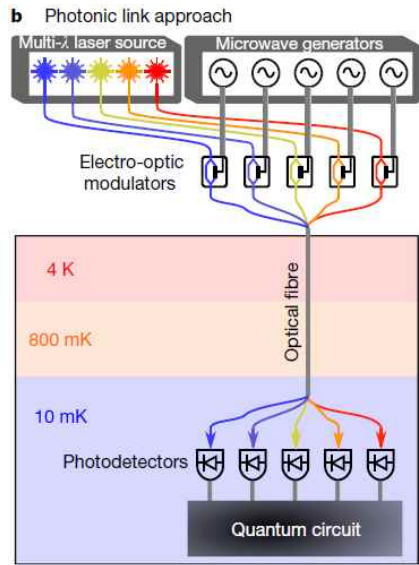 b Photonic link approach
Multi-λ laser source
Microwave generators
Electro-optic
modulators
4 K
Optical fibre
800 mK
10 mK
Photodetectors
Quantum circuit